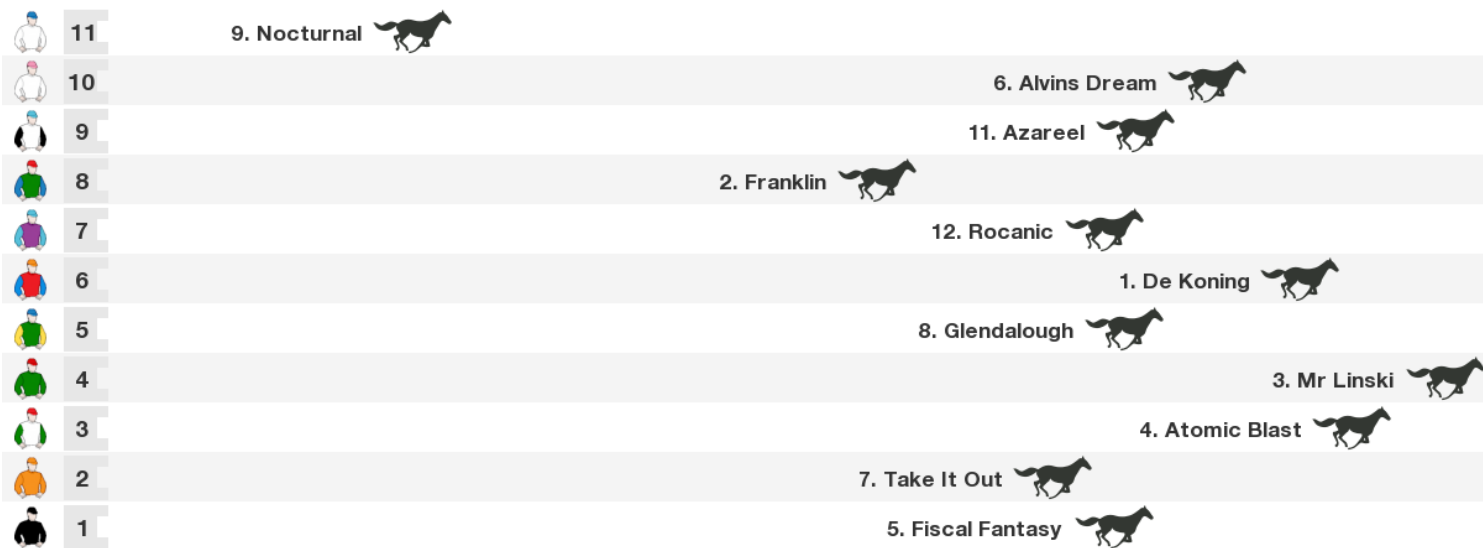 11 9. Nocturnal
10 6. Alvins Dream
9 11. Azareel
8 2. Franklin
7 12. Rocanic
6 1. De Koning
5 8. Glendalough
4 3. Mr Linski
3 4. Atomic Blast
2 7. Take It Out
1 5. Fiscal Fantasy